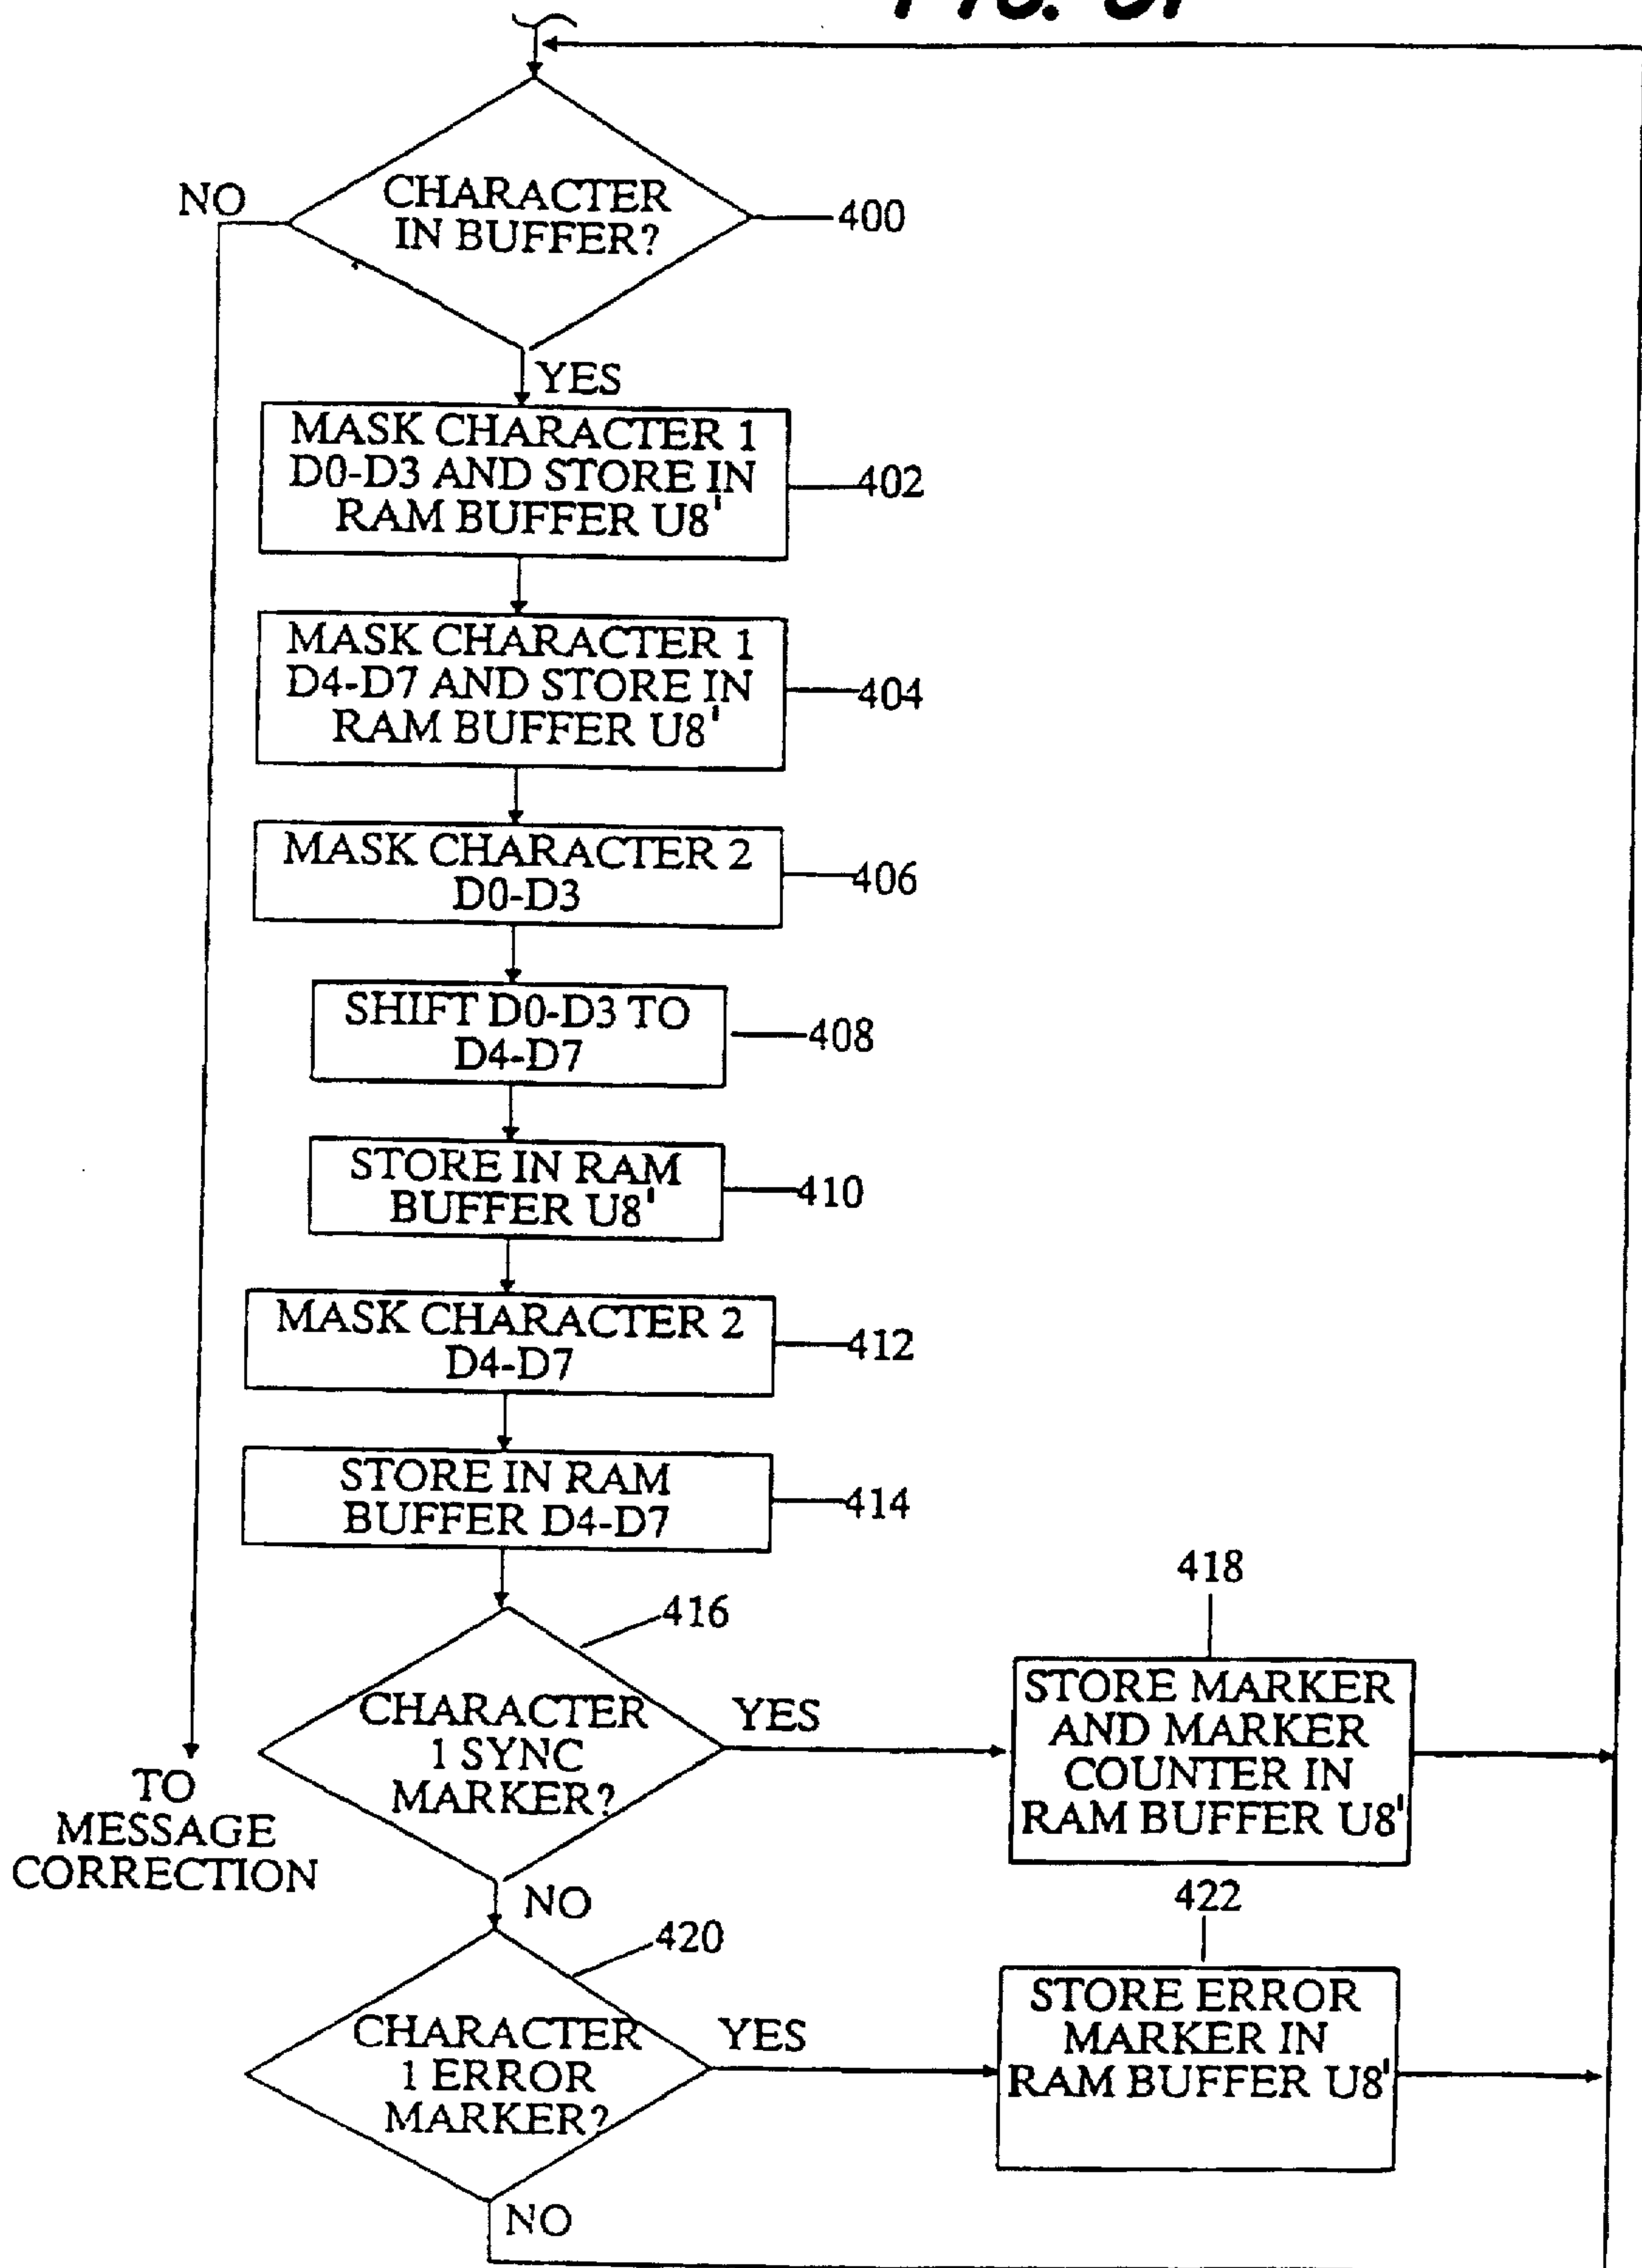 NO
CHARACTER
IN BUFFER?
400
YES
MASK CHARACTER 1
D0-D3 AND STORE IN
RAM BUFFER U8'
402
MASK CHARACTER 1
D4-D7 AND STORE IN
RAM BUFFER U8'
404
MASK CHARACTER 2
D0-D3
406
SHIFT D0-D3 TO
D4-D7
408
STORE IN RAM
BUFFER U8'
410
MASK CHARACTER 2
D4-D7
412
STORE IN RAM
BUFFER D4-D7
414
416
CHARACTER
1 SYNC
MARKER?
YES
418
STORE MARKER
AND MARKER
COUNTER IN
RAM BUFFER U8'
TO
MESSAGE
CORRECTION
NO
420
CHARACTER
1 ERROR
MARKER?
YES
422
STORE ERROR
MARKER IN
RAM BUFFER U8'
NO